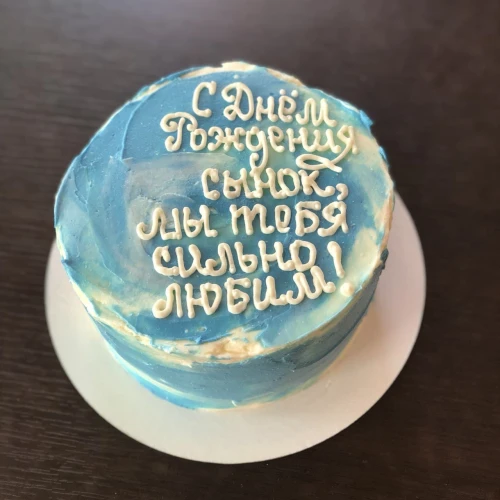 С Днём
Рождения
сынок,
мы тебя
сильно
любим!